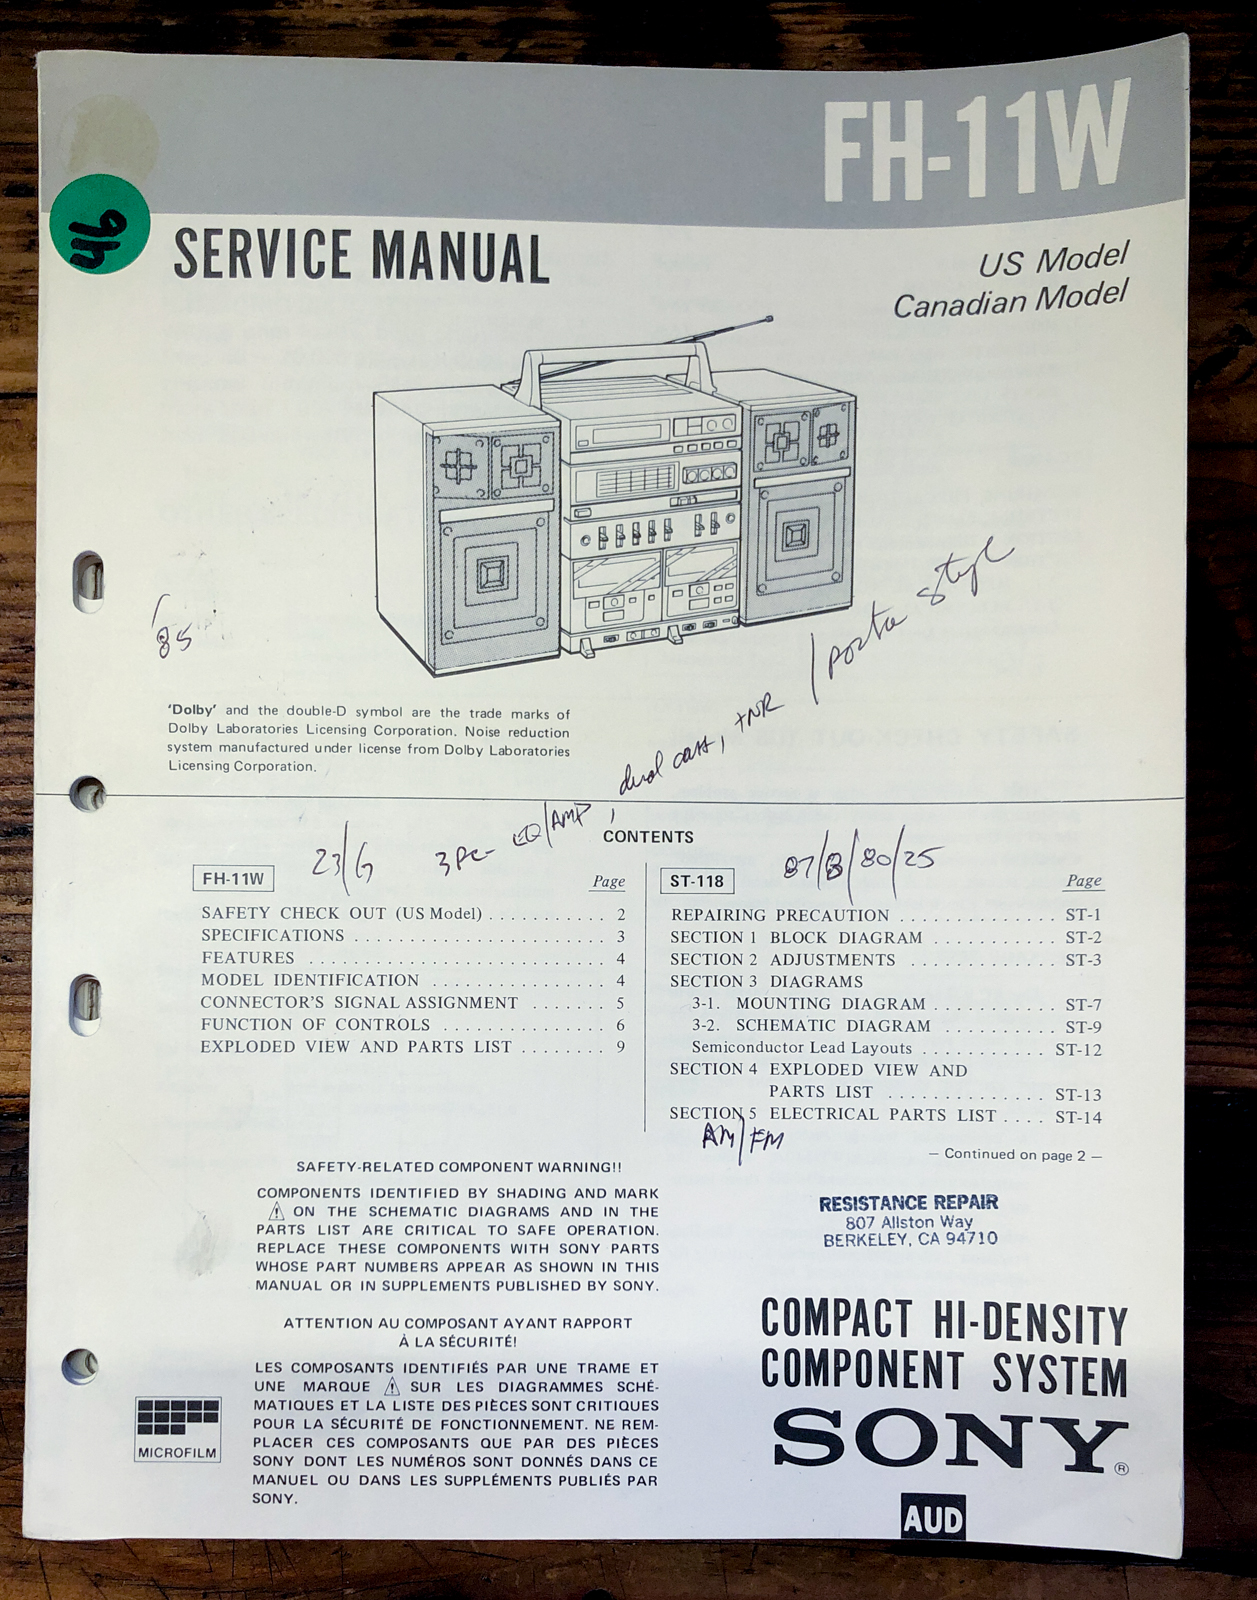 FH-11W
SERVICE MANUAL
US Model
Canadian Model
85
/ portie style
dual cass, +NR
'Dolby' and the double-D symbol are the trade marks of
Dolby Laboratories Licensing Corporation. Noise reduction
system manufactured under license from Dolby Laboratories
Licensing Corporation.
CONTENTS
23/G
3 pc- EQ/AMP,
87/8/80/25
FH-11W
Page
SAFETY CHECK OUT (US Model) . . . . . . . . . . . 2
SPECIFICATIONS . . . . . . . . . . . . . . . . . . . . . . . 3
FEATURES . . . . . . . . . . . . . . . . . . . . . . . . . . . 4
MODEL IDENTIFICATION . . . . . . . . . . . . . . . . 4
CONNECTOR'S SIGNAL ASSIGNMENT . . . . . . . 5
FUNCTION OF CONTROLS . . . . . . . . . . . . . . . 6
EXPLODED VIEW AND PARTS LIST . . . . . . . . 9
ST-118
Page
REPAIRING PRECAUTION . . . . . . . . . . . . . . ST-1
SECTION 1 BLOCK DIAGRAM . . . . . . . . . . . ST-2
SECTION 2 ADJUSTMENTS . . . . . . . . . . . . . ST-3
SECTION 3 DIAGRAMS
3-1. MOUNTING DIAGRAM . . . . . . . . . . . ST-7
3-2. SCHEMATIC DIAGRAM . . . . . . . . . . ST-9
Semiconductor Lead Layouts . . . . . . . . . . . ST-12
SECTION 4 EXPLODED VIEW AND
PARTS LIST . . . . . . . . . . . . . . ST-13
SECTION 5 ELECTRICAL PARTS LIST . . . . ST-14
AM/FM
— Continued on page 2 —
SAFETY-RELATED COMPONENT WARNING!!
COMPONENTS IDENTIFIED BY SHADING AND MARK
⚠ ON THE SCHEMATIC DIAGRAMS AND IN THE
PARTS LIST ARE CRITICAL TO SAFE OPERATION.
REPLACE THESE COMPONENTS WITH SONY PARTS
WHOSE PART NUMBERS APPEAR AS SHOWN IN THIS
MANUAL OR IN SUPPLEMENTS PUBLISHED BY SONY.
ATTENTION AU COMPOSANT AYANT RAPPORT
À LA SÉCURITÉ!
LES COMPOSANTS IDENTIFIÉS PAR UNE TRAME ET
UNE MARQUE ⚠ SUR LES DIAGRAMMES SCHÉ-
MATIQUES ET LA LISTE DES PIÈCES SONT CRITIQUES
POUR LA SÉCURITÉ DE FONCTIONNEMENT. NE REM-
PLACER CES COMPOSANTS QUE PAR DES PIÈCES
SONY DONT LES NUMÉROS SONT DONNÉS DANS CE
MANUEL OU DANS LES SUPPLÉMENTS PUBLIÉS PAR
SONY.
RESISTANCE REPAIR
807 Allston Way
BERKELEY, CA 94710
COMPACT HI-DENSITY
COMPONENT SYSTEM
SONY®
AUD
MICROFILM